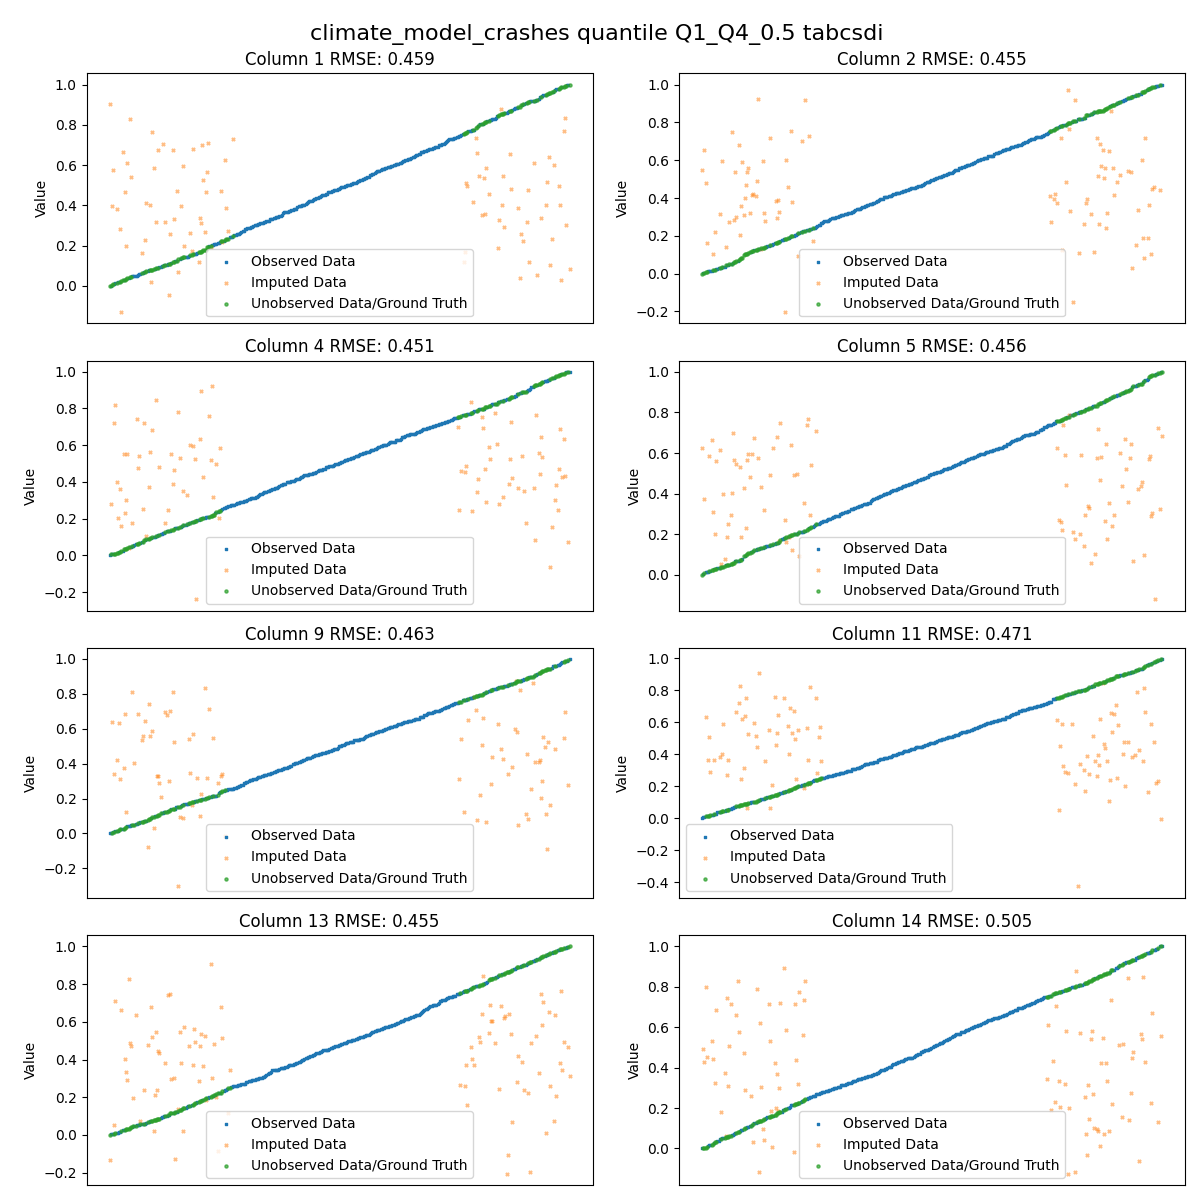 climate_model_crashes quantile Q1_Q4_0.5 tabcsdi
Column 1 RMSE: 0.459
1.0
0.8
0.6
0.4
0.2
0.0
Value
Observed Data
Imputed Data
Unobserved Data/Ground Truth
Column 2 RMSE: 0.455
1.0
0.8
0.6
0.4
0.2
0.0
−0.2
Value
Observed Data
Imputed Data
Unobserved Data/Ground Truth
Column 4 RMSE: 0.451
1.0
0.8
0.6
0.4
0.2
0.0
−0.2
Value
Observed Data
Imputed Data
Unobserved Data/Ground Truth
Column 5 RMSE: 0.456
1.0
0.8
0.6
0.4
0.2
0.0
Value
Observed Data
Imputed Data
Unobserved Data/Ground Truth
Column 9 RMSE: 0.463
1.0
0.8
0.6
0.4
0.2
0.0
−0.2
Value
Observed Data
Imputed Data
Unobserved Data/Ground Truth
Column 11 RMSE: 0.471
1.0
0.8
0.6
0.4
0.2
0.0
−0.2
−0.4
Value
Observed Data
Imputed Data
Unobserved Data/Ground Truth
Column 13 RMSE: 0.455
1.0
0.8
0.6
0.4
0.2
0.0
−0.2
Value
Observed Data
Imputed Data
Unobserved Data/Ground Truth
Column 14 RMSE: 0.505
1.0
0.8
0.6
0.4
0.2
0.0
Value
Observed Data
Imputed Data
Unobserved Data/Ground Truth